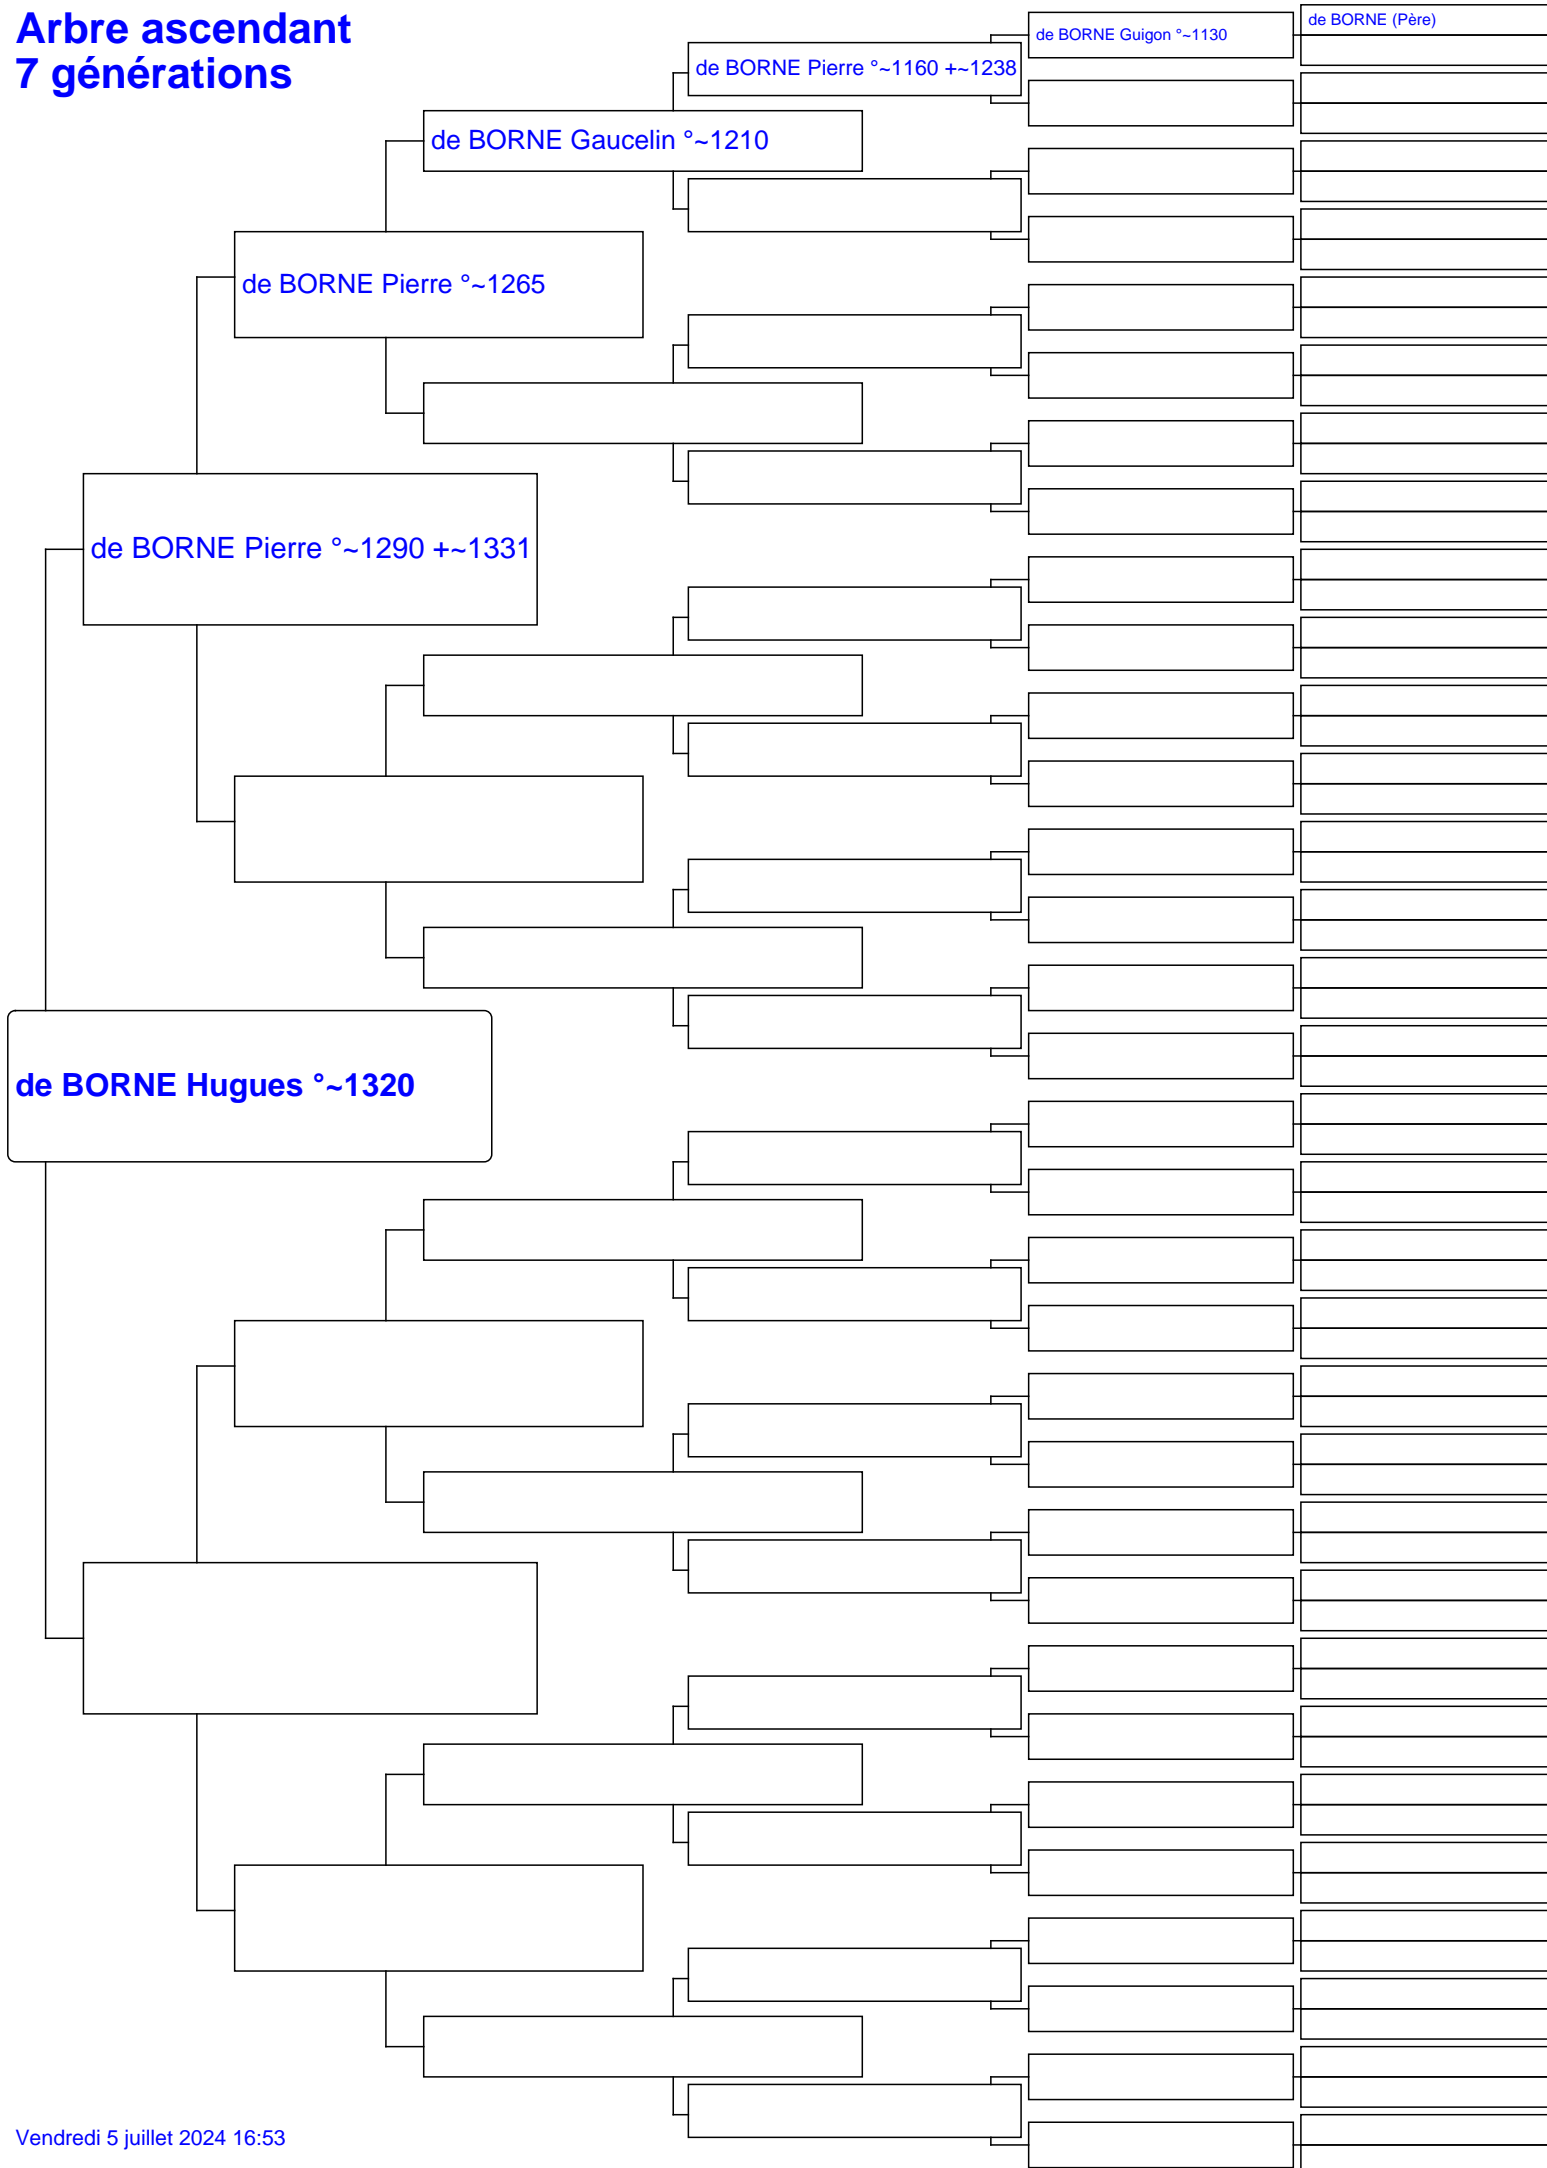 Arbre ascendant
7 générations
de BORNE (Père)
de BORNE Guigon °~1130
de BORNE Pierre °~1160 +~1238
de BORNE Gaucelin °~1210
de BORNE Pierre °~1265
de BORNE Pierre °~1290 +~1331
de BORNE Hugues °~1320
Vendredi 5 juillet 2024 16:53